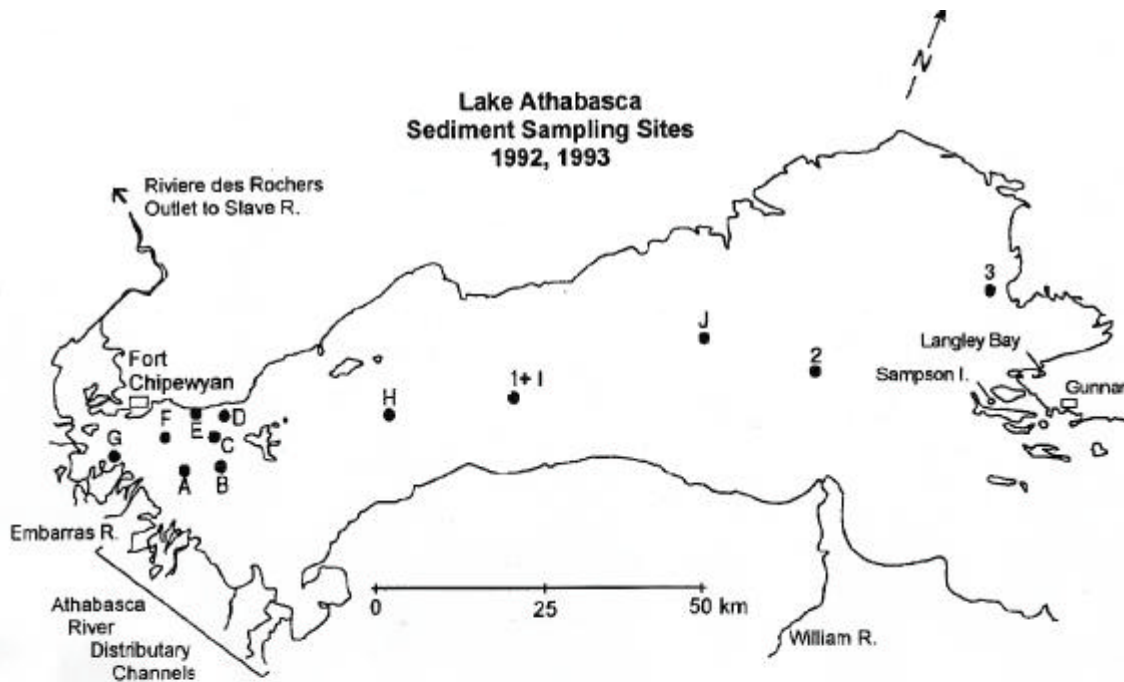 N
Lake Athabasca
Sediment Sampling Sites
1992, 1993
Riviere des Rochers
Outlet to Slave R.
3
J
Langley Bay
2
Sampson I.
Fort
Chipewyan
Gunnar
H
1+ I
F
E
D
C
G
A
B
Embarras R.
0
25
50 km
Athabasca
River
Distributary
Channels
William R.